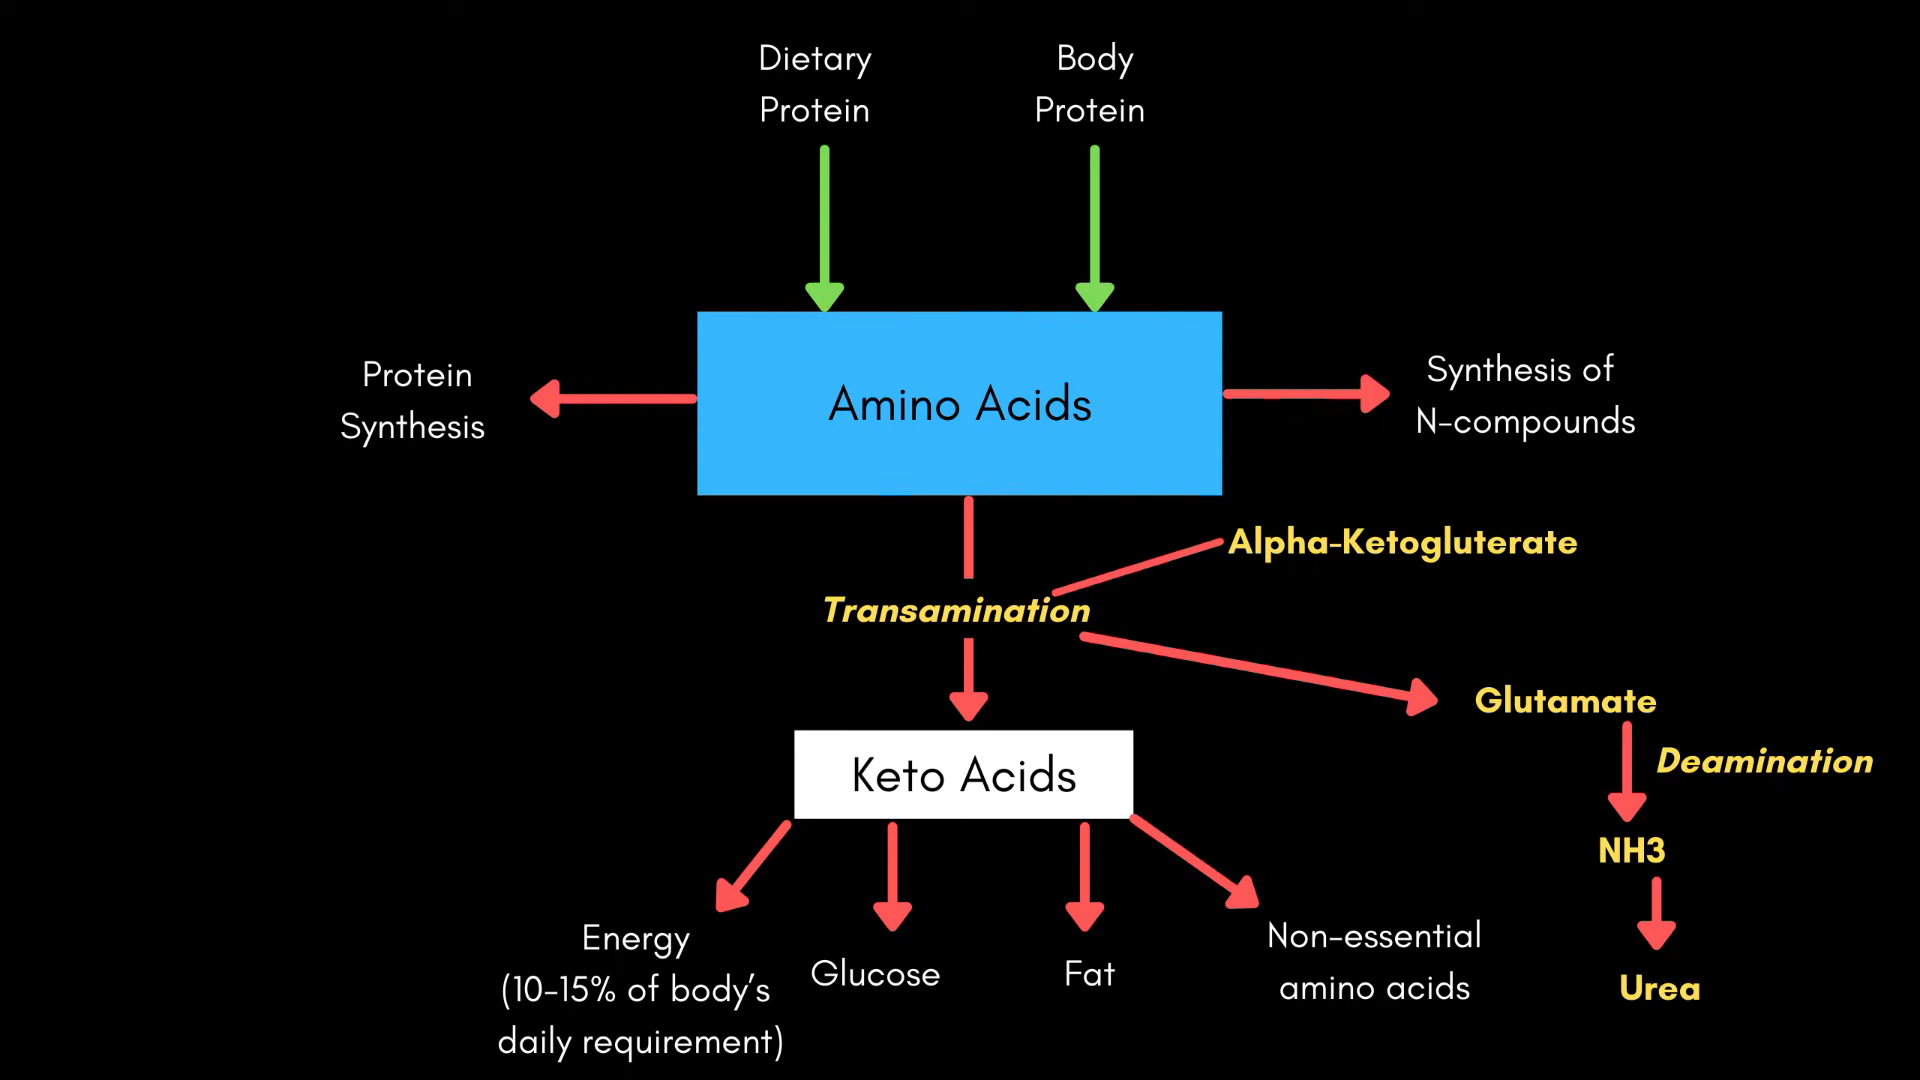 Dietary
Protein
Body
Protein
Protein
Synthesis
Amino Acids
Synthesis of
N-compounds
Alpha-Ketogluterate
Transamination
Glutamate
Deamination
Keto Acids
NH3
Energy
(10-15% of body's
daily requirement)
Glucose
Fat
Non-essential
amino acids
Urea